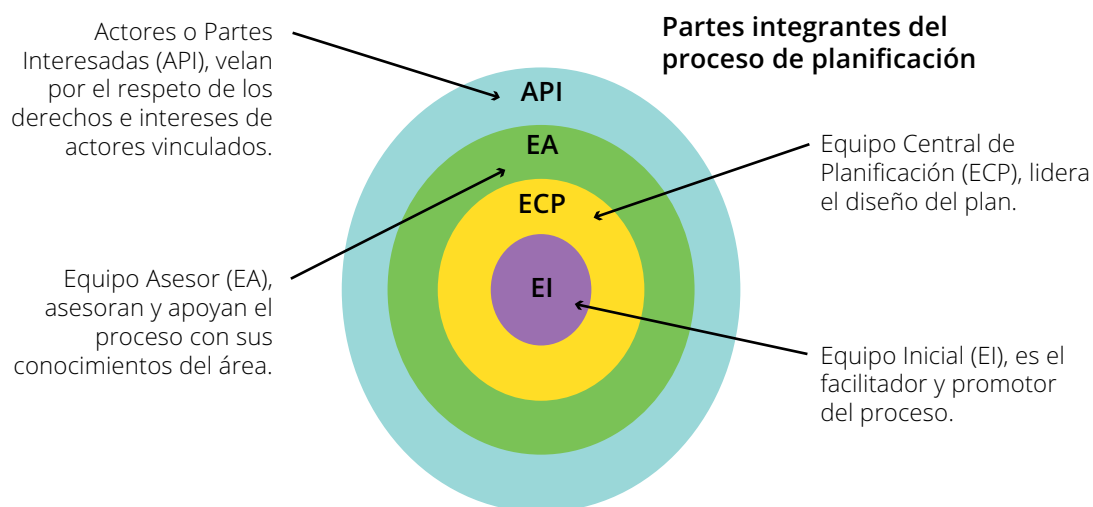 Partes integrantes del
proceso de planificación
Actores o Partes
Interesadas (API), velan
por el respeto de los
derechos e intereses de
actores vinculados.
API
EA
ECP
EI
Equipo Central de
Planificación (ECP), lidera
el diseño del plan.
Equipo Asesor (EA),
asesoran y apoyan el
proceso con sus
conocimientos del área.
Equipo Inicial (EI), es el
facilitador y promotor
del proceso.